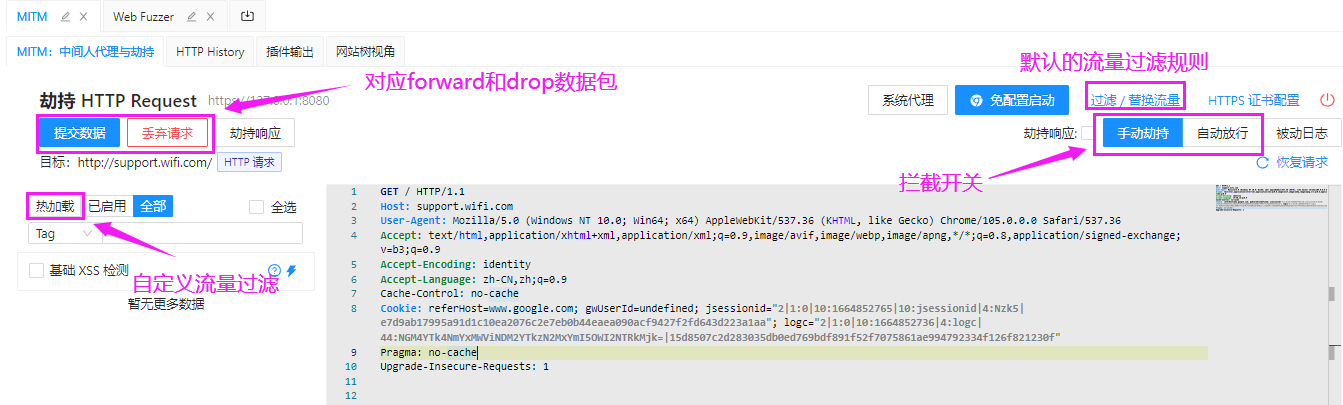 MITM Web Fuzzer
MITM：中间人代理与劫持 HTTP History 插件输出 网站树视角
对应forward和drop数据包 默认的流量过滤规则
劫持 HTTP Request https://127.0.0.1:8080 系统代理 免配置启动 过滤 / 替换流量 HTTPS 证书配置
提交数据 丢弃请求 劫持响应 劫持响应: 手动劫持 自动放行 被动日志
目标：http://support.wifi.com/ HTTP 请求 恢复请求
拦截开关
热加载 已启用 全部 全选
Tag
基础 XSS 检测
自定义流量过滤
暂无更多数据
1 GET / HTTP/1.1
2 Host: support.wifi.com
3 User-Agent: Mozilla/5.0 (Windows NT 10.0; Win64; x64) AppleWebKit/537.36 (KHTML, like Gecko) Chrome/105.0.0.0 Safari/537.36
4 Accept: text/html,application/xhtml+xml,application/xml;q=0.9,image/avif,image/webp,image/apng,*/*;q=0.8,application/signed-exchange;
v=b3;q=0.9
5 Accept-Encoding: identity
6 Accept-Language: zh-CN,zh;q=0.9
7 Cache-Control: no-cache
8 Cookie: referHost=www.google.com; gwUserId=undefined; jsessionid="2|1:0|10:1664852765|10:jsessionid|4:Nzk5|
e7d9ab17995a91d1c10ea2076c2e7eb0b44eaea090acf9427f2fd643d223a1aa"; logc="2|1:0|10:1664852736|4:logc|
44:NGM4YTk4NmYxMWViNDM2YTkzN2MxYmI5OWI2NTRkMjk=|15d8507c2d283035db0ed769bdf891f52f7075861ae994792334f126f821230f"
9 Pragma: no-cache
10 Upgrade-Insecure-Requests: 1
11
12